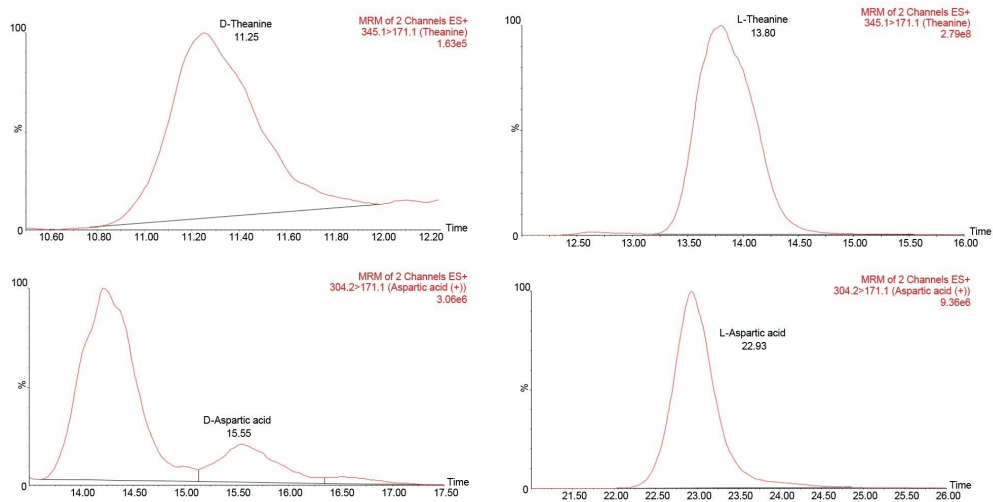 100
%
0
D-Theanine
11.25
MRM of 2 Channels ES+
345.1>171.1 (Theanine)
1.63e5
Time
10.60 10.80 11.00 11.20 11.40 11.60 11.80 12.00 12.20
100
%
0
L-Theanine
13.80
MRM of 2 Channels ES+
345.1>171.1 (Theanine)
2.79e8
Time
12.50 13.00 13.50 14.00 14.50 15.00 15.50 16.00
100
%
0
MRM of 2 Channels ES+
304.2>171.1 (Aspartic acid (+))
3.06e6
D-Aspartic acid
15.55
Time
14.00 14.50 15.00 15.50 16.00 16.50 17.00 17.50
100
%
0
MRM of 2 Channels ES+
304.2>171.1 (Aspartic acid (+))
9.36e6
L-Aspartic acid
22.93
Time
21.50 22.00 22.50 23.00 23.50 24.00 24.50 25.00 25.50 26.00